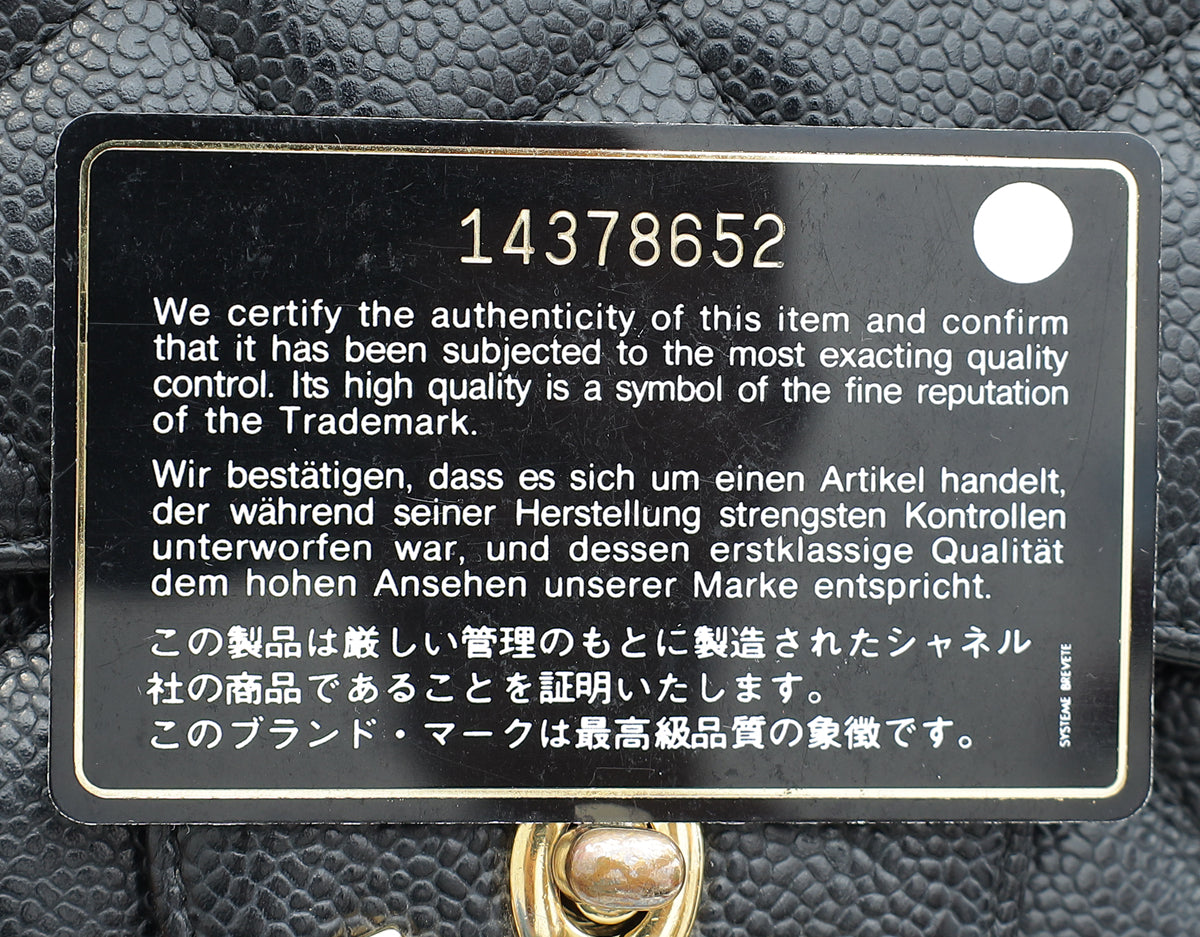 14378652
We certify the authenticity of this item and confirm
that it has been subjected to the most exacting quality
control. Its high quality is a symbol of the fine reputation
of the Trademark.
Wir bestätigen, dass es sich um einen Artikel handelt,
der während seiner Herstellung strengsten Kontrollen
unterworfen war, und dessen erstklassige Qualität
dem hohen Ansehen unserer Marke entspricht.
この製品は厳しい管理のもとに製造されたシャネル
社の商品であることを証明いたします。
このブランド・マークは最高級品質の象徴です。
SYSTEME BREVETE